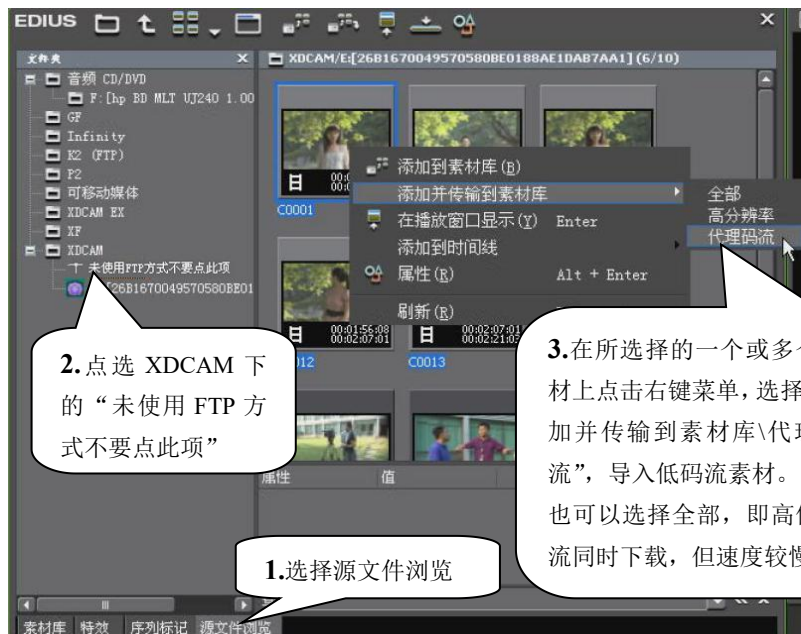 EDIUS
文件夹
XDCAM/E:[26B1670049570580BE0188AE1DAB7AA1](6/10)
音频 CD/DVD
F:[hp BD MLT UJ240 1.00
GF
Infinity
K2 (FTP)
P2
可移动媒体
XDCAM EX
XF
XDCAM
未使用FTP方式不要点此项
[26B1670049570580BE01
C0001
添加到素材库(B)
添加并传输到素材库
在播放窗口显示(Y) Enter
添加到时间线
属性(R) Alt + Enter
刷新(R)
全部
高分辨率
代理码流
00:01:56:08
00:02:07:01
00:02:07:01
00:02:21:03
C0013
2.点选 XDCAM 下
的“未使用 FTP 方
式不要点此项”
3.在所选择的一个或多
材上点击右键菜单,选择
加并传输到素材库\代理
流”，导入低码流素材。
也可以选择全部，即高
流同时下载，但速度较慢
属性 值
1.选择源文件浏览
素材库 特效 序列标记 源文件浏览